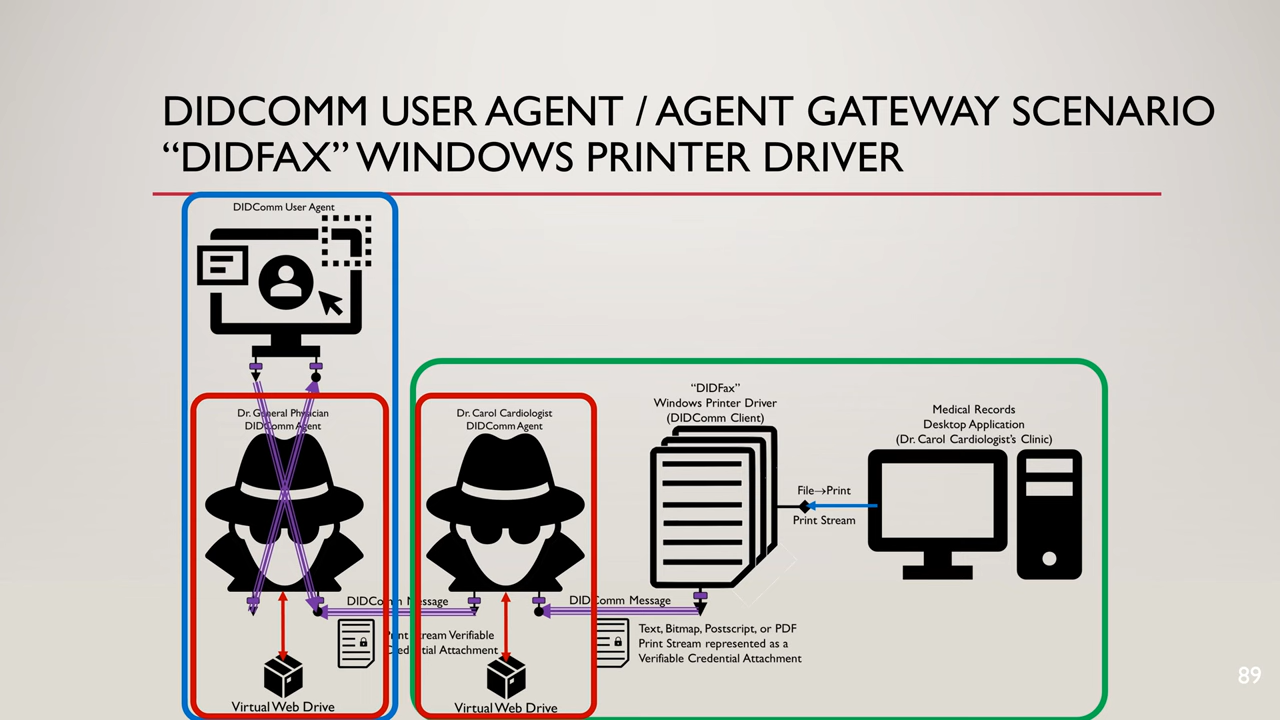 DIDCOMM USER AGENT / AGENT GATEWAY SCENARIO
“DIDFAX” WINDOWS PRINTER DRIVER
DIDComm User Agent
Dr. General Physician
DIDComm Agent
Dr. Carol Cardiologist
DIDComm Agent
“DIDFax”
Windows Printer Driver
(DIDComm Client)
Medical Records
Desktop Application
(Dr. Carol Cardiologist’s Clinic)
File→Print
Print Stream
DIDComm Message
Print Stream Verifiable
Credential Attachment
DIDComm Message
Text, Bitmap, Postscript, or PDF
Print Stream represented as a
Verifiable Credential Attachment
Virtual Web Drive
Virtual Web Drive
89